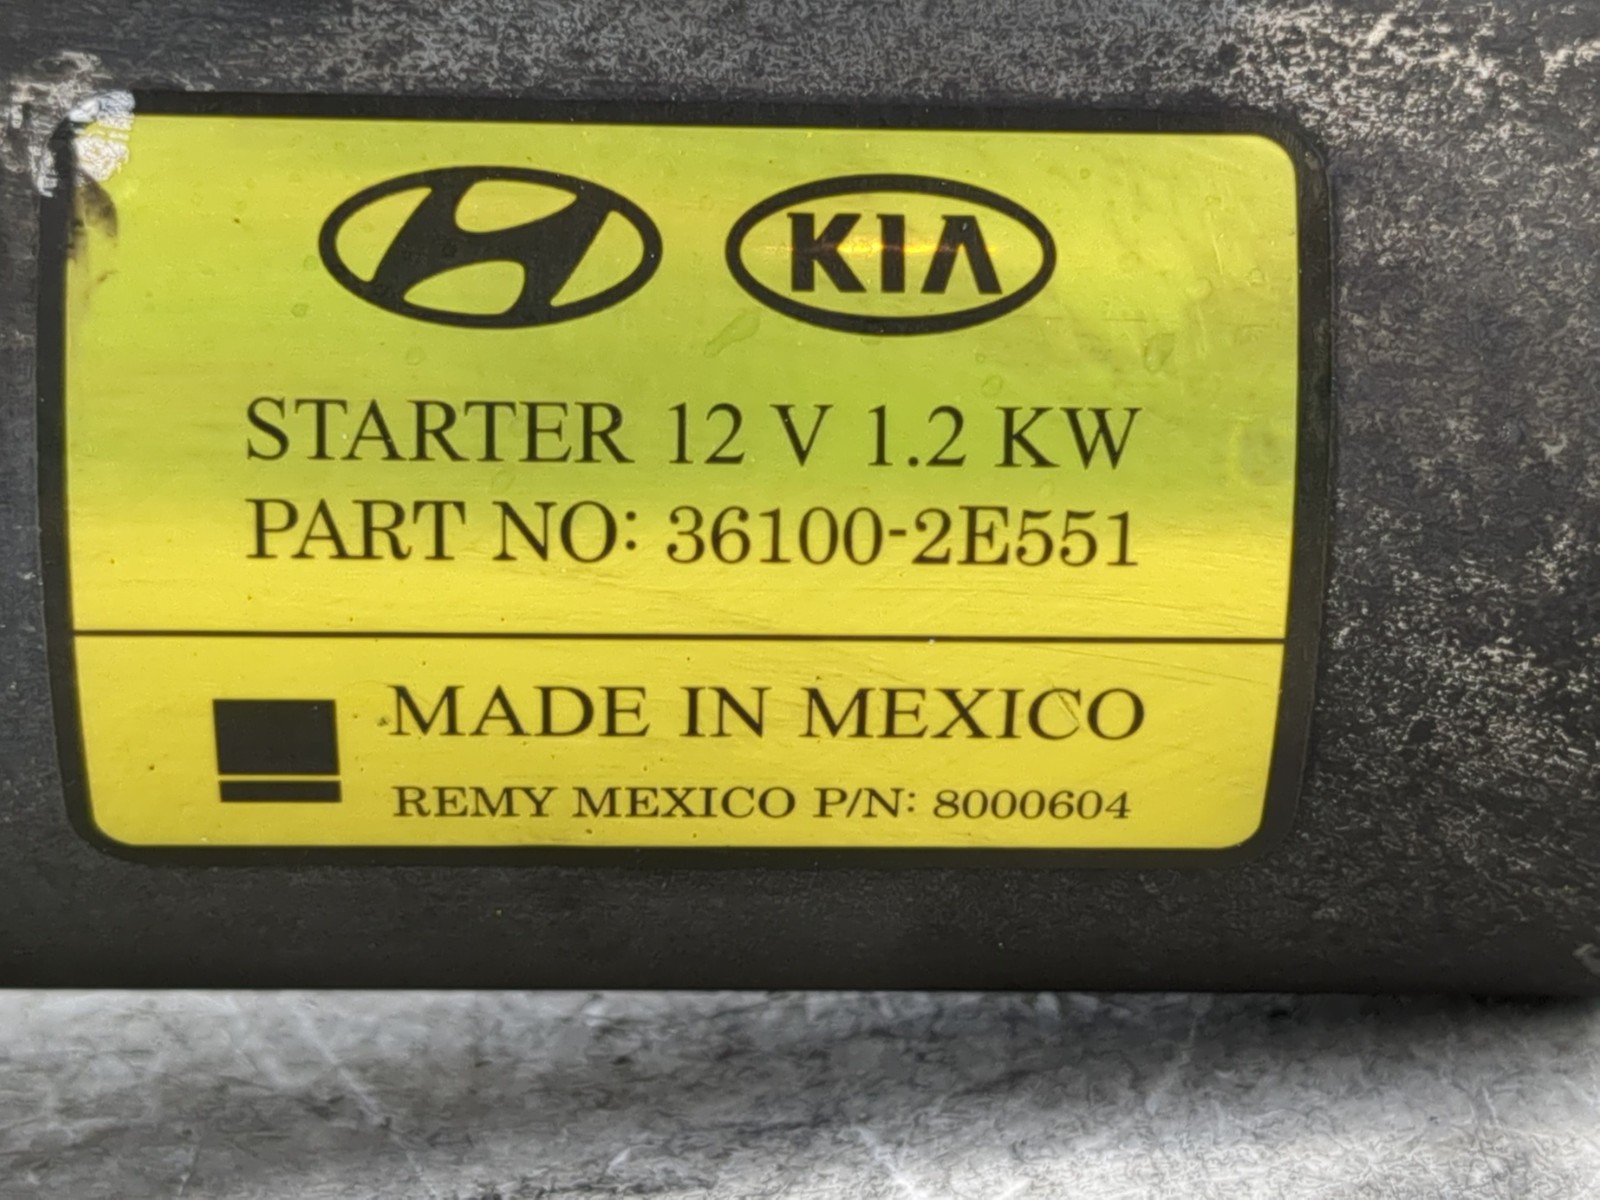 KIA
STARTER 12 V 1.2 KW
PART NO: 36100-2E551
MADE IN MEXICO
REMY MEXICO P/N: 8000604